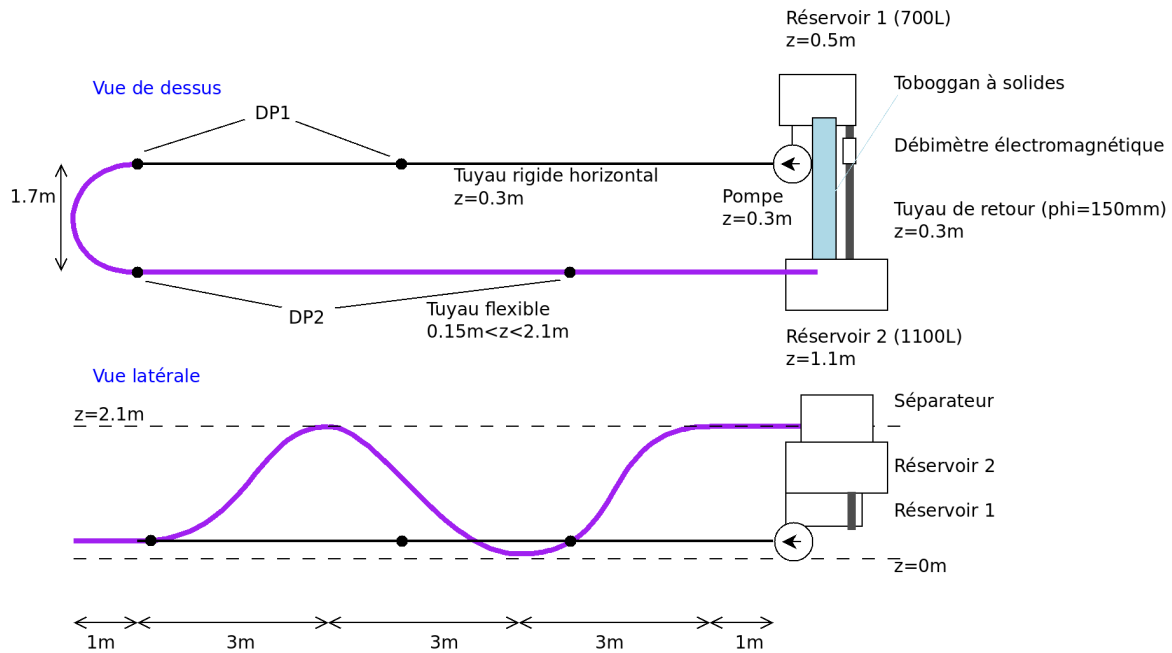 Réservoir 1 (700L)
z=0.5m
Vue de dessus
Toboggan à solides
DP1
Débimètre électromagnétique
1.7m
Tuyau rigide horizontal
z=0.3m
Pompe
z=0.3m
Tuyau de retour (phi=150mm)
z=0.3m
DP2
Tuyau flexible
0.15m<z<2.1m
Réservoir 2 (1100L)
z=1.1m
Vue latérale
z=2.1m
Séparateur
Réservoir 2
Réservoir 1
z=0m
1m
3m
3m
3m
1m